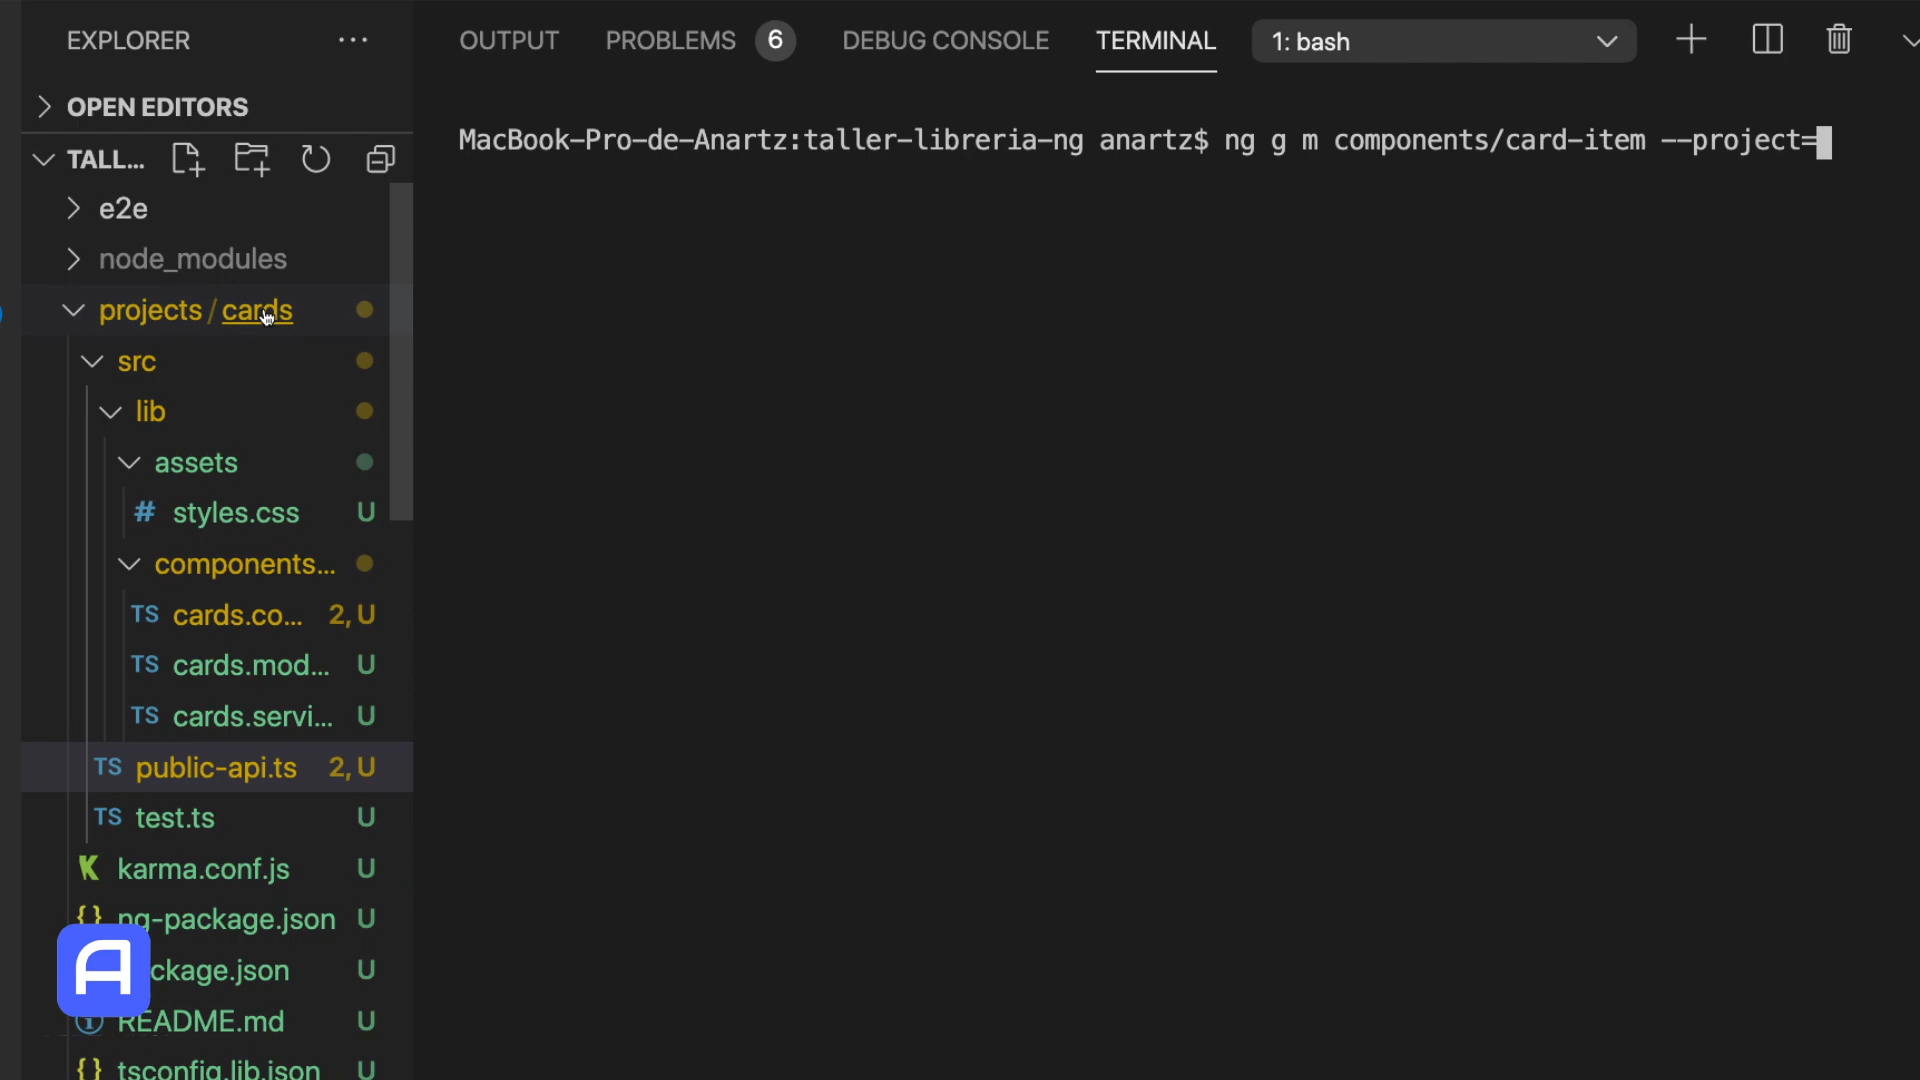 EXPLORER
OUTPUT
PROBLEMS 6
DEBUG CONSOLE
TERMINAL
1: bash
OPEN EDITORS
TALL...
MacBook-Pro-de-Anartz:taller-libreria-ng anartz$ ng g m components/card-item --project=
e2e
node_modules
projects / cards
src
lib
assets
# styles.css U
components...
TS cards.co... 2, U
TS cards.mod... U
TS cards.servi... U
TS public-api.ts 2, U
TS test.ts U
K karma.conf.js U
{} ng-package.json U
A ckage.json U
README.md U
{} tsconfig.lib.json U